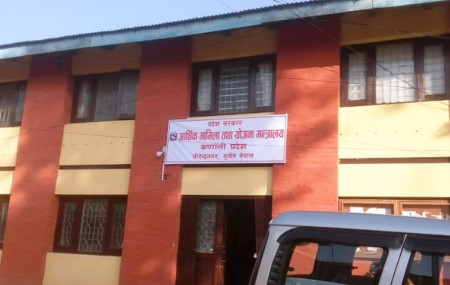 प्रदेश सरकार
आर्थिक मामिला तथा योजना मन्त्रालय
कर्णाली प्रदेश
वीरेन्द्रनगर, सुर्खेत नेपाल